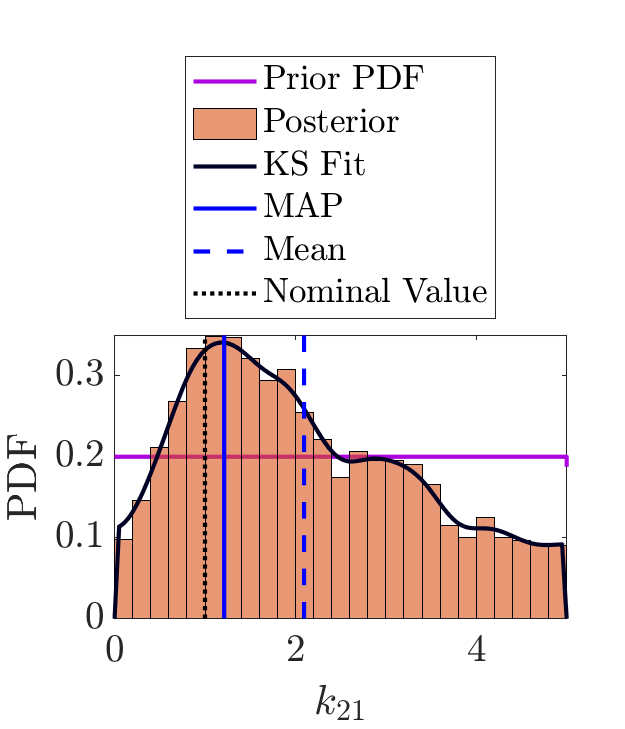 Prior PDF
Posterior
KS Fit
MAP
Mean
Nominal Value
0.3
0.2
0.1
0
PDF
0 2 4
k₂₁